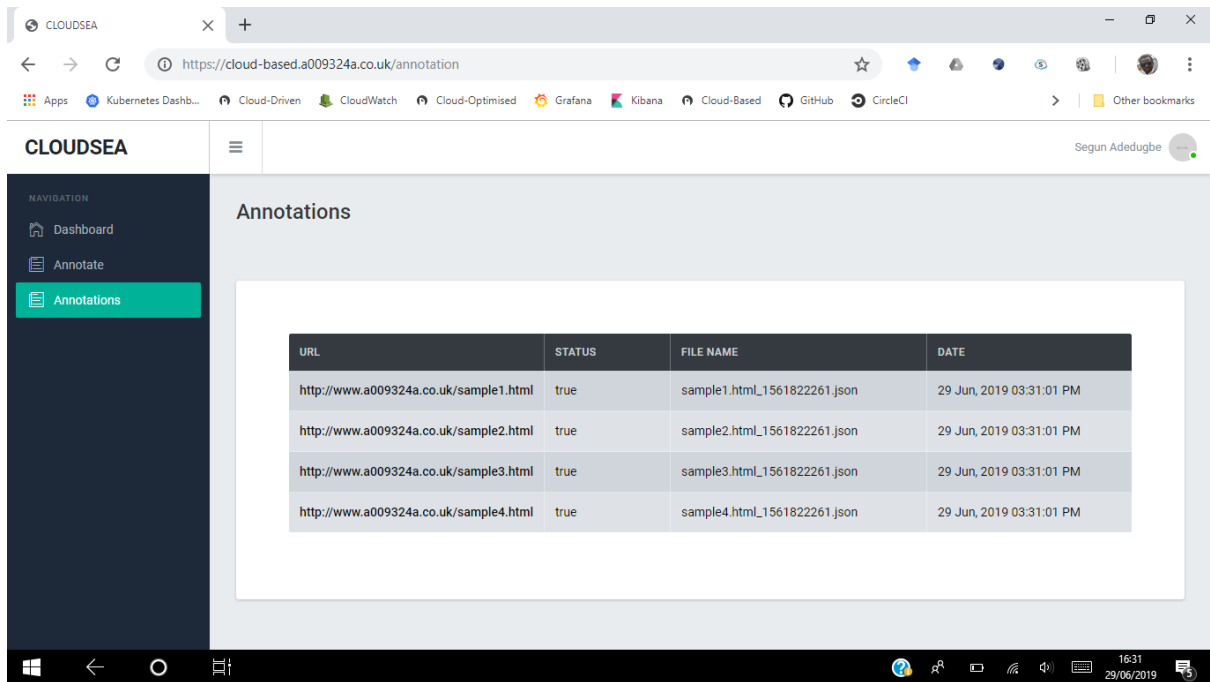 CLOUDSEA
https://cloud-based.a009324a.co.uk/annotation
Apps Kubernetes Dashb... Cloud-Driven CloudWatch Cloud-Optimised Grafana Kibana Cloud-Based GitHub CircleCI Other bookmarks
CLOUDSEA Segun Adedugbe
NAVIGATION
Dashboard
Annotate
Annotations
Annotations
URL STATUS FILE NAME DATE
http://www.a009324a.co.uk/sample1.html true sample1.html_1561822261.json 29 Jun, 2019 03:31:01 PM
http://www.a009324a.co.uk/sample2.html true sample2.html_1561822261.json 29 Jun, 2019 03:31:01 PM
http://www.a009324a.co.uk/sample3.html true sample3.html_1561822261.json 29 Jun, 2019 03:31:01 PM
http://www.a009324a.co.uk/sample4.html true sample4.html_1561822261.json 29 Jun, 2019 03:31:01 PM
16:31
29/06/2019
5